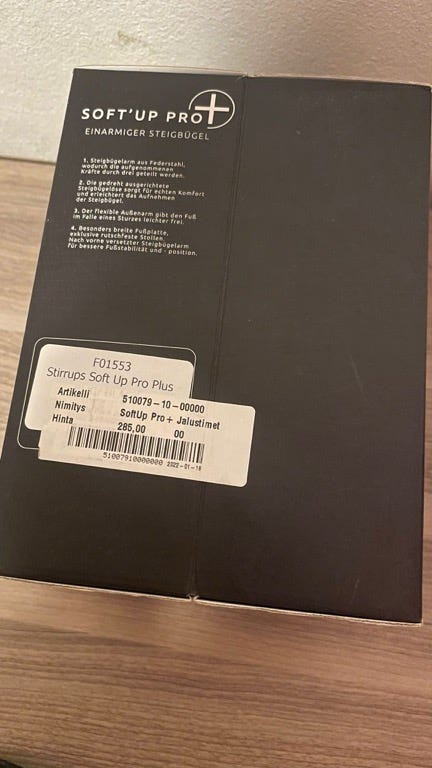 SOFT'UP PRO+
EINARMIGER STEIGBÜGEL
1. Steigbügelarm aus Federstahl,
wodurch die aufgenommenen
Kräfte durch drei geteilt werden.
2. Die gedreht ausgerichtete
Steigbügelöse sorgt für echten Komfort
und erleichtert das Aufnehmen
der Steigbügel.
3. Der flexible Außenarm gibt den Fuß
im Falle eines Sturzes leichter frei.
4. Besonders breite Fußplatte,
exklusive rutschfeste Stollen.
Nach vorne versetzter Steigbügelarm
für bessere Fußstabilität und - position.
F01553
Stirrups Soft Up Pro Plus
Artikelli 510079-10-00000
Nimitys SoftUp Pro+ Jalustimet
Hinta 285,00 00
51007910000000 2022-01-18